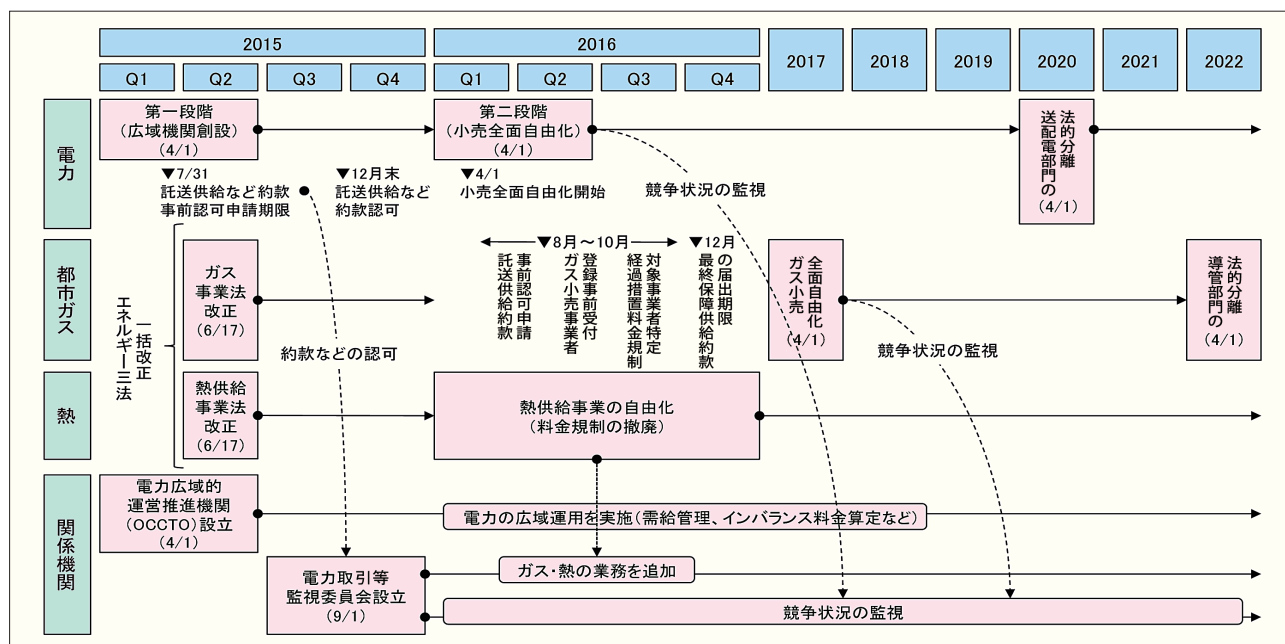 2015
2016
2017
2018
2019
2020
2021
2022
Q1
Q2
Q3
Q4
Q1
Q2
Q3
Q4
電力
第一段階
（広域機関創設）
（4/1）
第二段階
（小売全面自由化）
（4/1）
送配電部門の
法的分離
（4/1）
▼7/31
託送供給など約款
事前認可申請期限
▼12月末
託送供給など
約款認可
▼4/1
小売全面自由化開始
競争状況の監視
都市ガス
エネルギー三法
一括改正
ガス
事業法
改正
（6/17）
▼8月～10月
託送供給約款
事前認可申請
ガス小売事業者
登録事前受付
経過措置料金規制
対象事業者特定
▼12月
最終保障供給約款
の届出期限
ガス小売
全面自由化
（4/1）
導管部門の
法的分離
（4/1）
約款などの認可
競争状況の監視
熱
熱供給
事業法
改正
（6/17）
熱供給事業の自由化
（料金規制の撤廃）
関係機関
電力広域的
運営推進機関
（OCCTO）設立
（4/1）
電力の広域運用を実施（需給管理、インバランス料金算定など）
電力取引等
監視委員会設立
（9/1）
ガス・熱の業務を追加
競争状況の監視